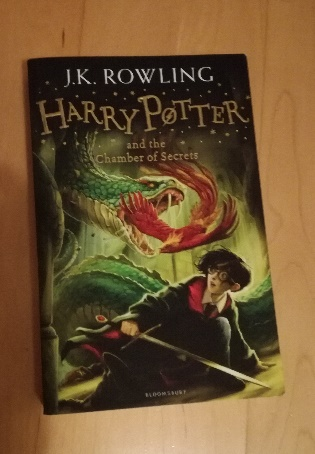 J.K. ROWLING
HARRY POTTER
and the
Chamber of Secrets
BLOOMSBURY